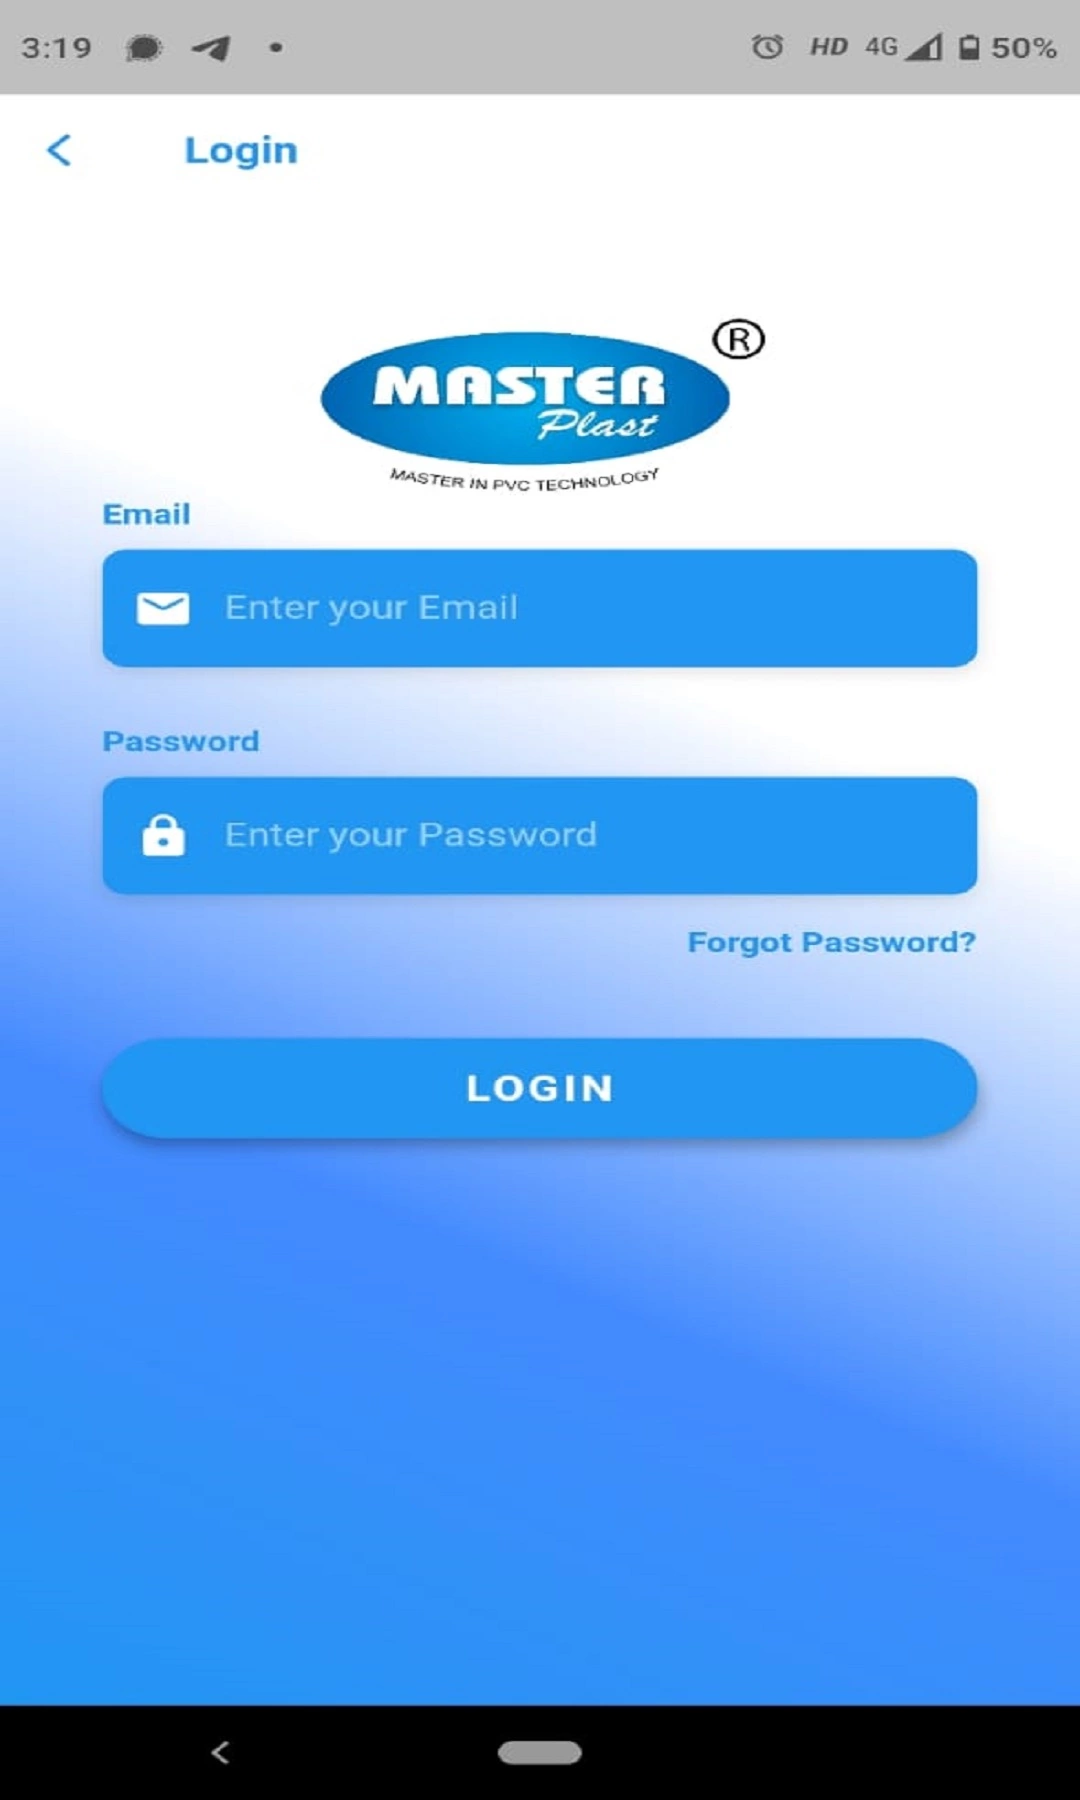 3:19 HD 4G 50%
Login
®
MASTER
Plast
MASTER IN PVC TECHNOLOGY
Email
Enter your Email
Password
Enter your Password
Forgot Password?
LOGIN